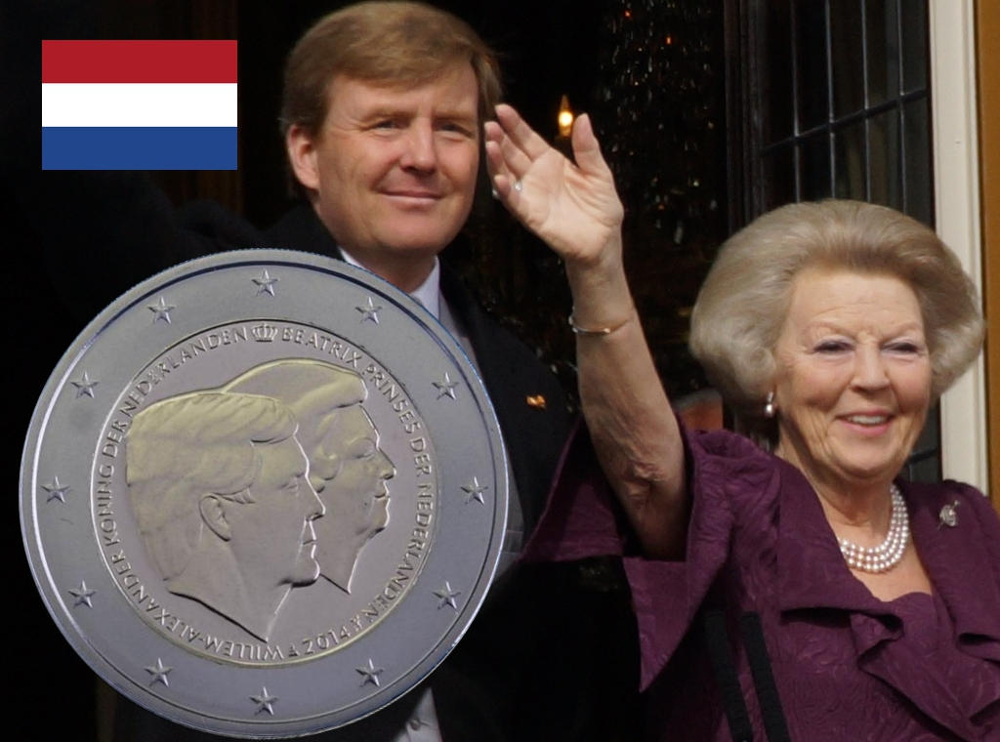 WILLEM-ALEXANDER KONING DER NEDERLANDEN
BEATRIX PRINSES DER NEDERLANDEN
2014